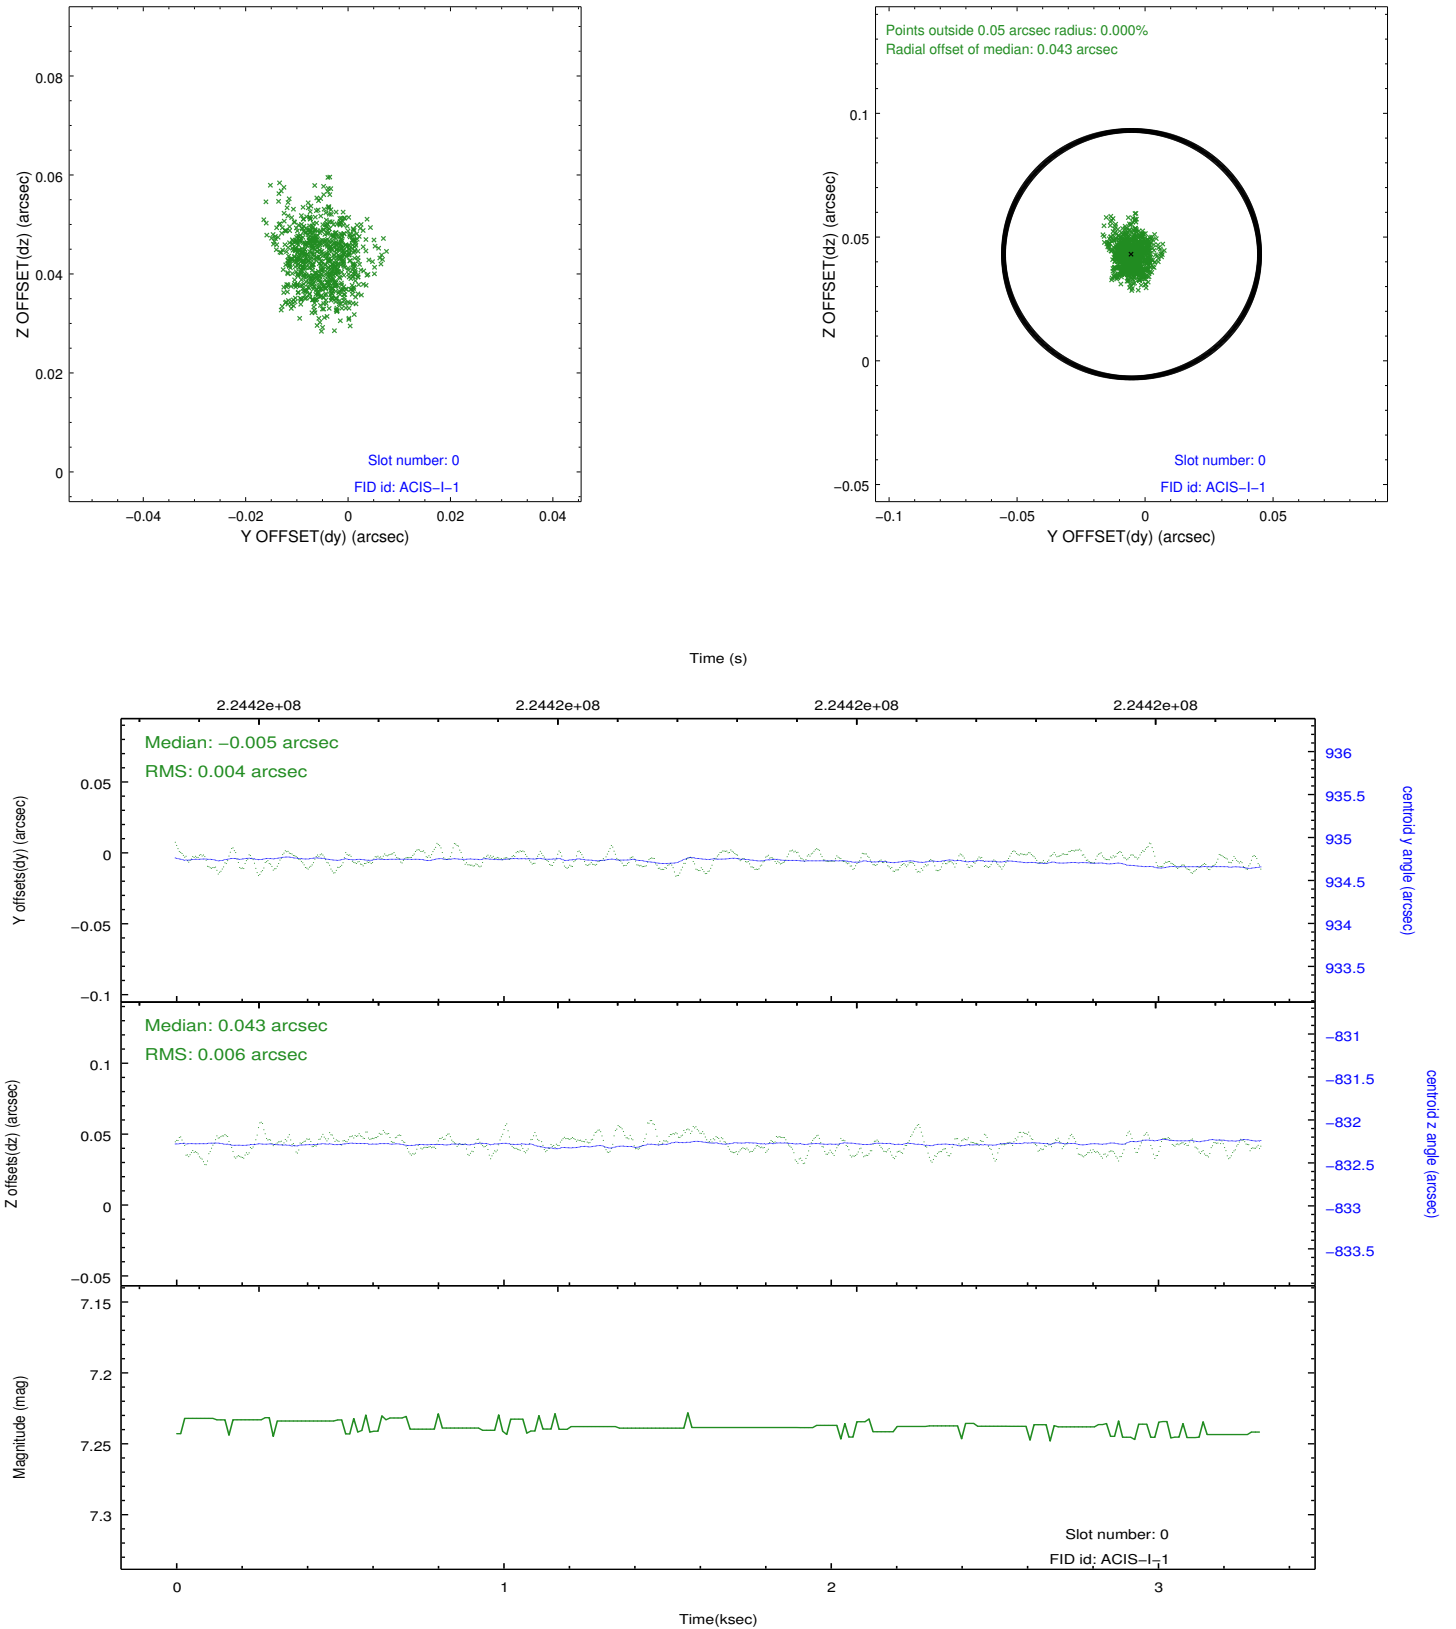 0.08
0.06
0.04
0.02
0
Z OFFSET(dz) (arcsec)
Slot number: 0
FID id: ACIS−I−1
−0.04
−0.02
0
0.02
0.04
Y OFFSET(dy) (arcsec)
Points outside 0.05 arcsec radius: 0.000%
Radial offset of median: 0.043 arcsec
0.1
0.05
0
−0.05
Z OFFSET(dz) (arcsec)
Slot number: 0
FID id: ACIS−I−1
−0.1
−0.05
0
0.05
Y OFFSET(dy) (arcsec)
Time (s)
2.2442e+08
2.2442e+08
2.2442e+08
2.2442e+08
Median: −0.005 arcsec
RMS: 0.004 arcsec
0.05
0
−0.05
−0.1
Y offsets(dy) (arcsec)
936
935.5
935
934.5
934
933.5
centroid y angle (arcsec)
Median: 0.043 arcsec
RMS: 0.006 arcsec
0.1
0.05
0
−0.05
Z offsets(dz) (arcsec)
−831
−831.5
−832
−832.5
−833
−833.5
centroid z angle (arcsec)
7.15
7.2
7.25
7.3
Magnitude (mag)
Slot number: 0
FID id: ACIS−I−1
0
1
2
3
Time(ksec)